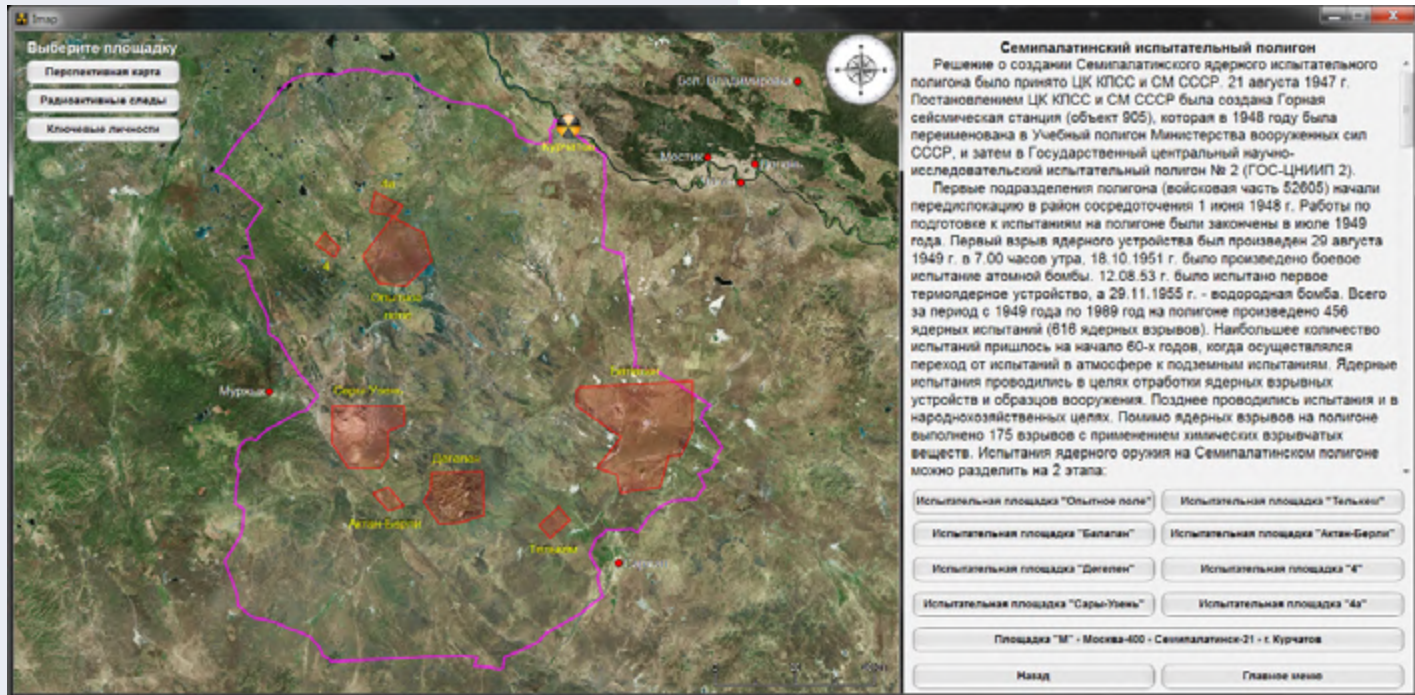 Imap
Выберите площадку
Перспективная карта
Радиоактивные следы
Ключевые личности
Бол. Владимировка
Курчатов
Мостик
4а
4
Опытное
поле
Муржык
Сары-Узень
Балапан
Дегелен
Актан-Берли
Телькем
Саржал
Семипалатинский испытательный полигон
Решение о создании Семипалатинского ядерного испытательного
полигона было принято ЦК КПСС и СМ СССР. 21 августа 1947 г.
Постановлением ЦК КПСС и СМ СССР была создана Горная
сейсмическая станция (объект 905), которая в 1948 году была
переименована в Учебный полигон Министерства вооруженных сил
СССР, и затем в Государственный центральный научно-
исследовательский испытательный полигон № 2 (ГОС-ЦНИИП 2).
Первые подразделения полигона (войсковая часть 52605) начали
передислокацию в район сосредоточения 1 июня 1948 г. Работы по
подготовке к испытаниям на полигоне были закончены в июле 1949
года. Первый взрыв ядерного устройства был произведен 29 августа
1949 г. в 7.00 часов утра, 18.10.1951 г. было произведено боевое
испытание атомной бомбы. 12.08.53 г. было испытано первое
термоядерное устройство, а 29.11.1955 г. - водородная бомба. Всего
за период с 1949 года по 1989 год на полигоне произведено 456
ядерных испытаний (616 ядерных взрывов). Наибольшее количество
испытаний пришлось на начало 60-х годов, когда осуществлялся
переход от испытаний в атмосфере к подземным испытаниям. Ядерные
испытания проводились в целях отработки ядерных взрывных
устройств и образцов вооружения. Позднее проводились испытания и в
народнохозяйственных целях. Помимо ядерных взрывов на полигоне
выполнено 175 взрывов с применением химических взрывчатых
веществ. Испытания ядерного оружия на Семипалатинском полигоне
можно разделить на 2 этапа:
Испытательная площадка "Опытное поле"
Испытательная площадка "Телькем"
Испытательная площадка "Балапан"
Испытательная площадка "Актан-Берли"
Испытательная площадка "Дегелен"
Испытательная площадка "4"
Испытательная площадка "Сары-Узень"
Испытательная площадка "4а"
Площадка "М" - Москва-400 - Семипалатинск-21 - г. Курчатов
Назад
Главное меню